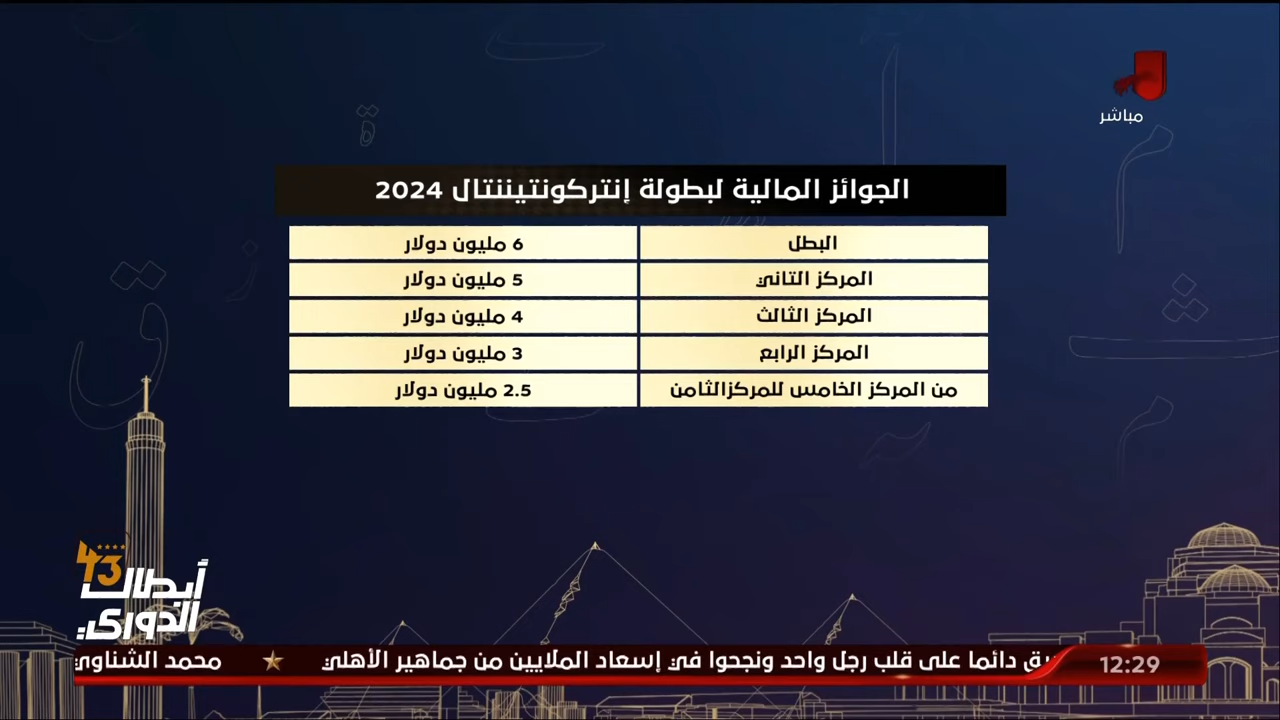 مباشر
الجوائز المالية لبطولة إنتركونتيننتال 2024
البطل 6 مليون دولار
المركز التاني 5 مليون دولار
المركز الثالث 4 مليون دولار
المركز الرابع 3 مليون دولار
من المركز الخامس للمركزالثامن 2.5 مليون دولار
43
أبطال
الدوري
12:29 يق دائما على قلب رجل واحد ونجحوا في إسعاد الملايين من جماهير الأهلي ★ محمد الشناوي